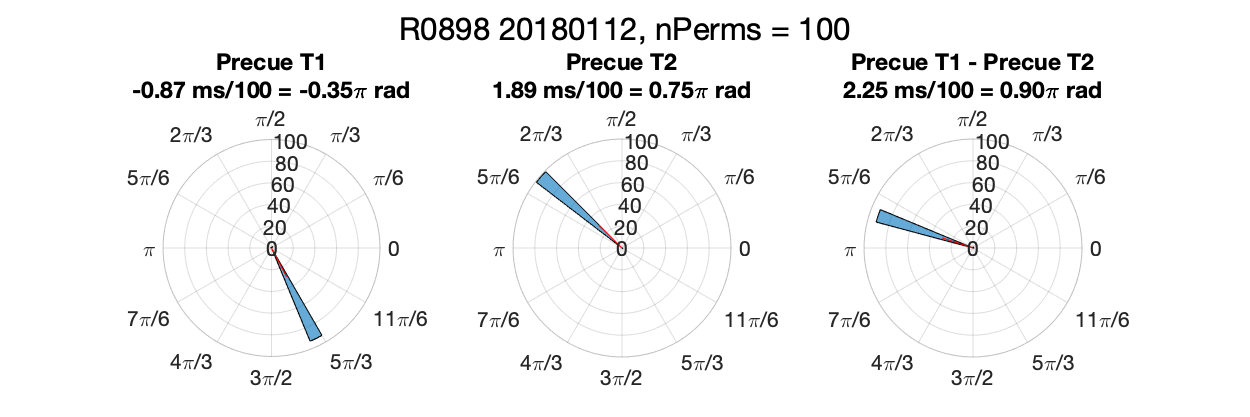 R0898 20180112, nPerms = 100
Precue T1
-0.87 ms/100 = -0.35π rad
π/2
2π/3
π/3
5π/6
π/6
π
0
7π/6
11π/6
4π/3
5π/3
3π/2
100
80
60
40
20
0
Precue T2
1.89 ms/100 = 0.75π rad
π/2
2π/3
π/3
5π/6
π/6
π
0
7π/6
11π/6
4π/3
5π/3
3π/2
100
80
60
40
20
0
Precue T1 - Precue T2
2.25 ms/100 = 0.90π rad
π/2
2π/3
π/3
5π/6
π/6
π
0
7π/6
11π/6
4π/3
5π/3
3π/2
100
80
60
40
20
0